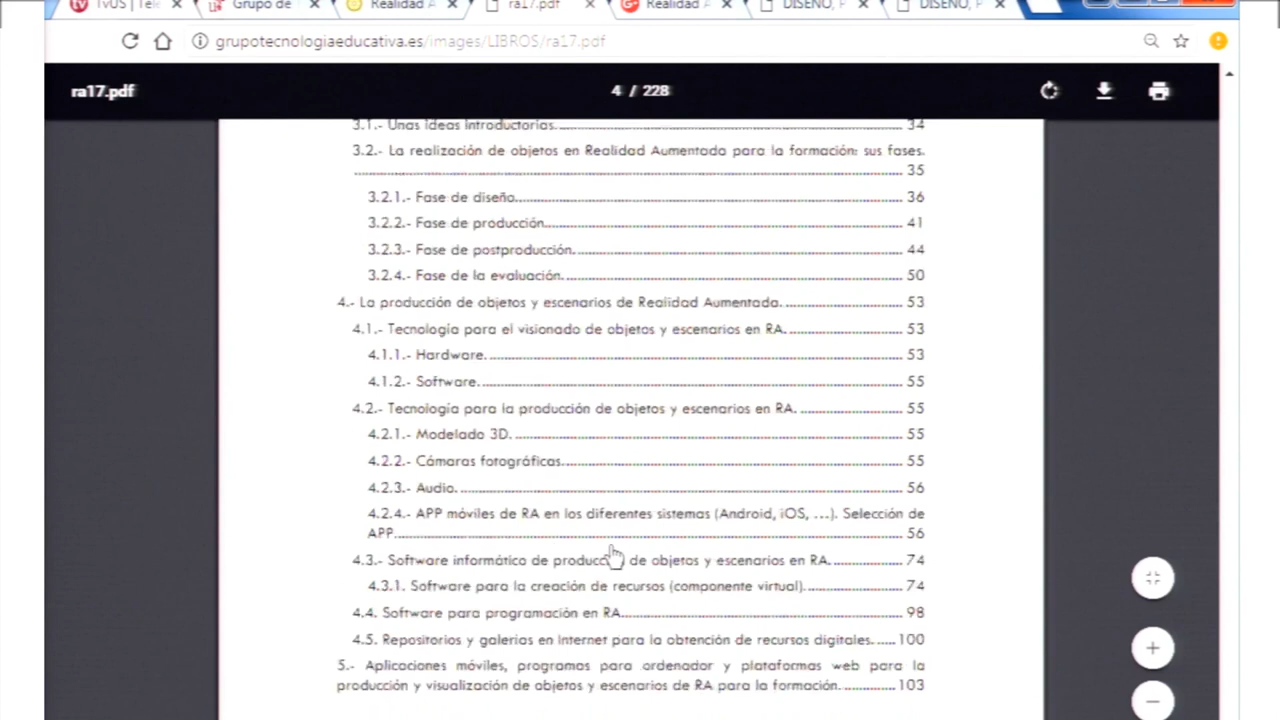 TvUS | Tele
Grupo de
Realidad A
ra17.pdf
Realidad A
DISEÑO, P
DISEÑO, P
grupotecnologiaeducativa.es/images/LIBROS/ra17.pdf
ra17.pdf 4 / 228
3.1.- Unas ideas introductorias. 34
3.2.- La realización de objetos en Realidad Aumentada para la formación: sus fases.
35
3.2.1.- Fase de diseño. 36
3.2.2.- Fase de producción. 41
3.2.3.- Fase de postproducción. 44
3.2.4.- Fase de la evaluación. 50
4.- La producción de objetos y escenarios de Realidad Aumentada. 53
4.1.- Tecnología para el visionado de objetos y escenarios en RA. 53
4.1.1.- Hardware. 53
4.1.2.- Software. 55
4.2.- Tecnología para la producción de objetos y escenarios en RA. 55
4.2.1.- Modelado 3D. 55
4.2.2.- Cámaras fotográficas. 55
4.2.3.- Audio. 56
4.2.4.- APP móviles de RA en los diferentes sistemas (Android, iOS, ...). Selección de
APP. 56
4.3.- Software informático de producc de objetos y escenarios en RA. 74
4.3.1. Software para la creación de recursos (componente virtual). 74
4.4. Software para programación en RA. 98
4.5. Repositorios y galerías en Internet para la obtención de recursos digitales. 100
5.- Aplicaciones móviles, programas para ordenador y plataformas web para la
producción y visualización de objetos y escenarios de RA para la formación. 103